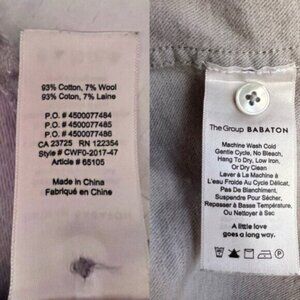 93% Cotton, 7% Wool
93% Coton, 7% Laine
P.O. # 4500077484
P.O. # 4500077485
P.O. # 4500077486
CA 23725 RN 122354
Style # CWF0-2017-47
Article # 65105
Made in China
Fabriqué en China
The Group BABATON
Machine Wash Cold
Gentle Cycle, No Bleach,
Hang To Dry, Low Iron,
Or Dry Clean
Laver à La Machine à
L'eau Froide Au Cycle Délicat,
Pas De Blanchiment,
Suspendre Pour Sécher,
Repasser à Basse Température,
Ou Nettoyer à Sec
A little love
goes a long way.